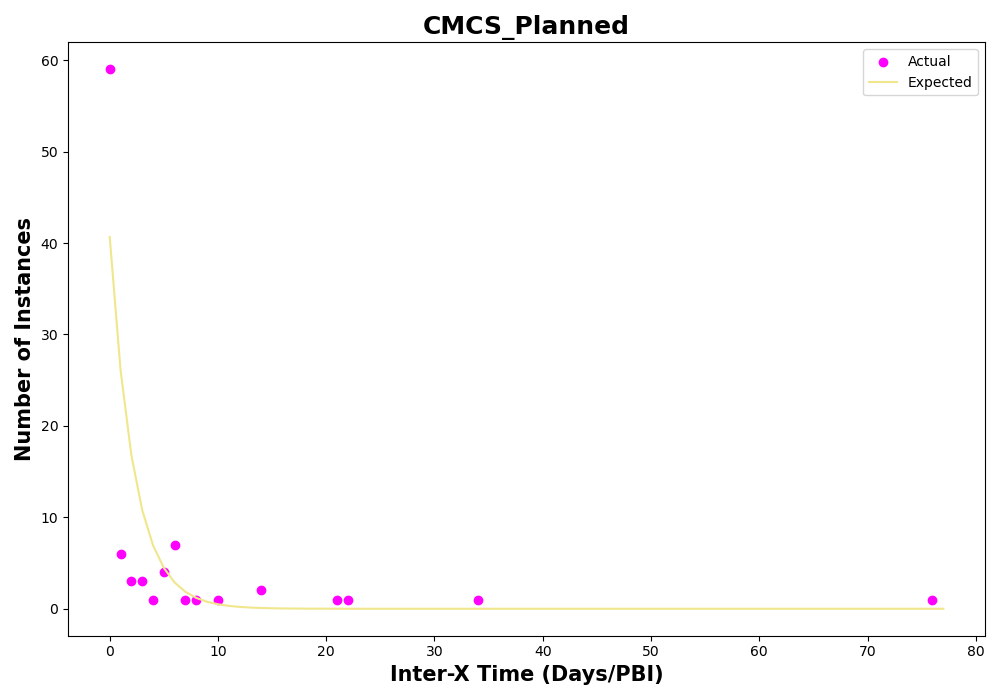 CMCS_Planned
Actual
Expected
60
50
40
30
20
10
0
Number of Instances
0 10 20 30 40 50 60 70 80
Inter-X Time (Days/PBI)